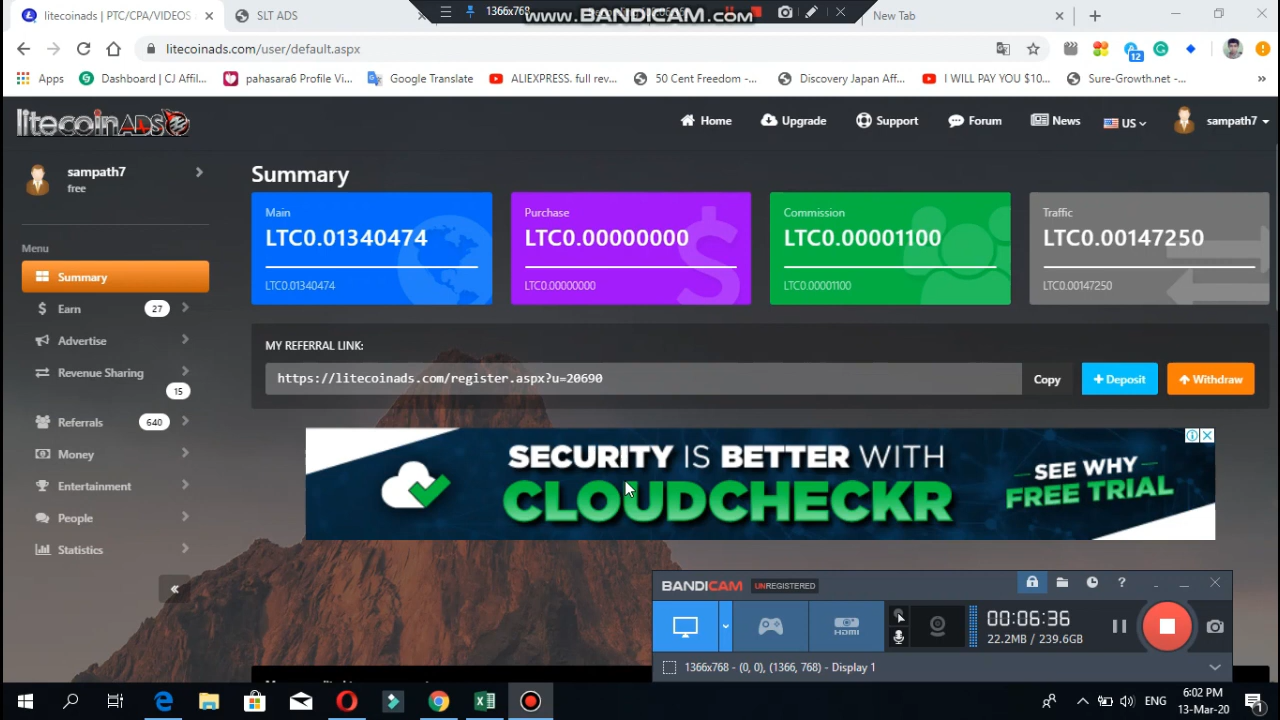 litecoinads | PTC/CPA/VIDEOS
SLT ADS
1366x768
www.BANDICAM.com
New Tab
litecoinads.com/user/default.aspx
12
Apps
Dashboard | CJ Affil...
pahasara6 Profile Vi...
Google Translate
ALIEXPRESS. full rev...
50 Cent Freedom -...
Discovery Japan Aff...
I WILL PAY YOU $10...
Sure-Growth.net -...
litecoinADS
Home
Upgrade
Support
Forum
News
US
sampath7
sampath7
free
Menu
Summary
Earn 27
Advertise
Revenue Sharing
15
Referrals 640
Money
Entertainment
People
Statistics
Summary
Main
LTC0.01340474
LTC0.01340474
Purchase
LTC0.00000000
LTC0.00000000
Commission
LTC0.00001100
LTC0.00001100
Traffic
LTC0.00147250
LTC0.00147250
MY REFERRAL LINK:
https://litecoinads.com/register.aspx?u=20690
Copy
Deposit
Withdraw
SECURITY IS BETTER WITH
CLOUDCHECKR
SEE WHY
FREE TRIAL
BANDICAM UNREGISTERED
HDMI
00:06:36
22.2MB / 239.6GB
1366x768 - (0, 0), (1366, 768) - Display 1
ENG
6:02 PM
13-Mar-20
1